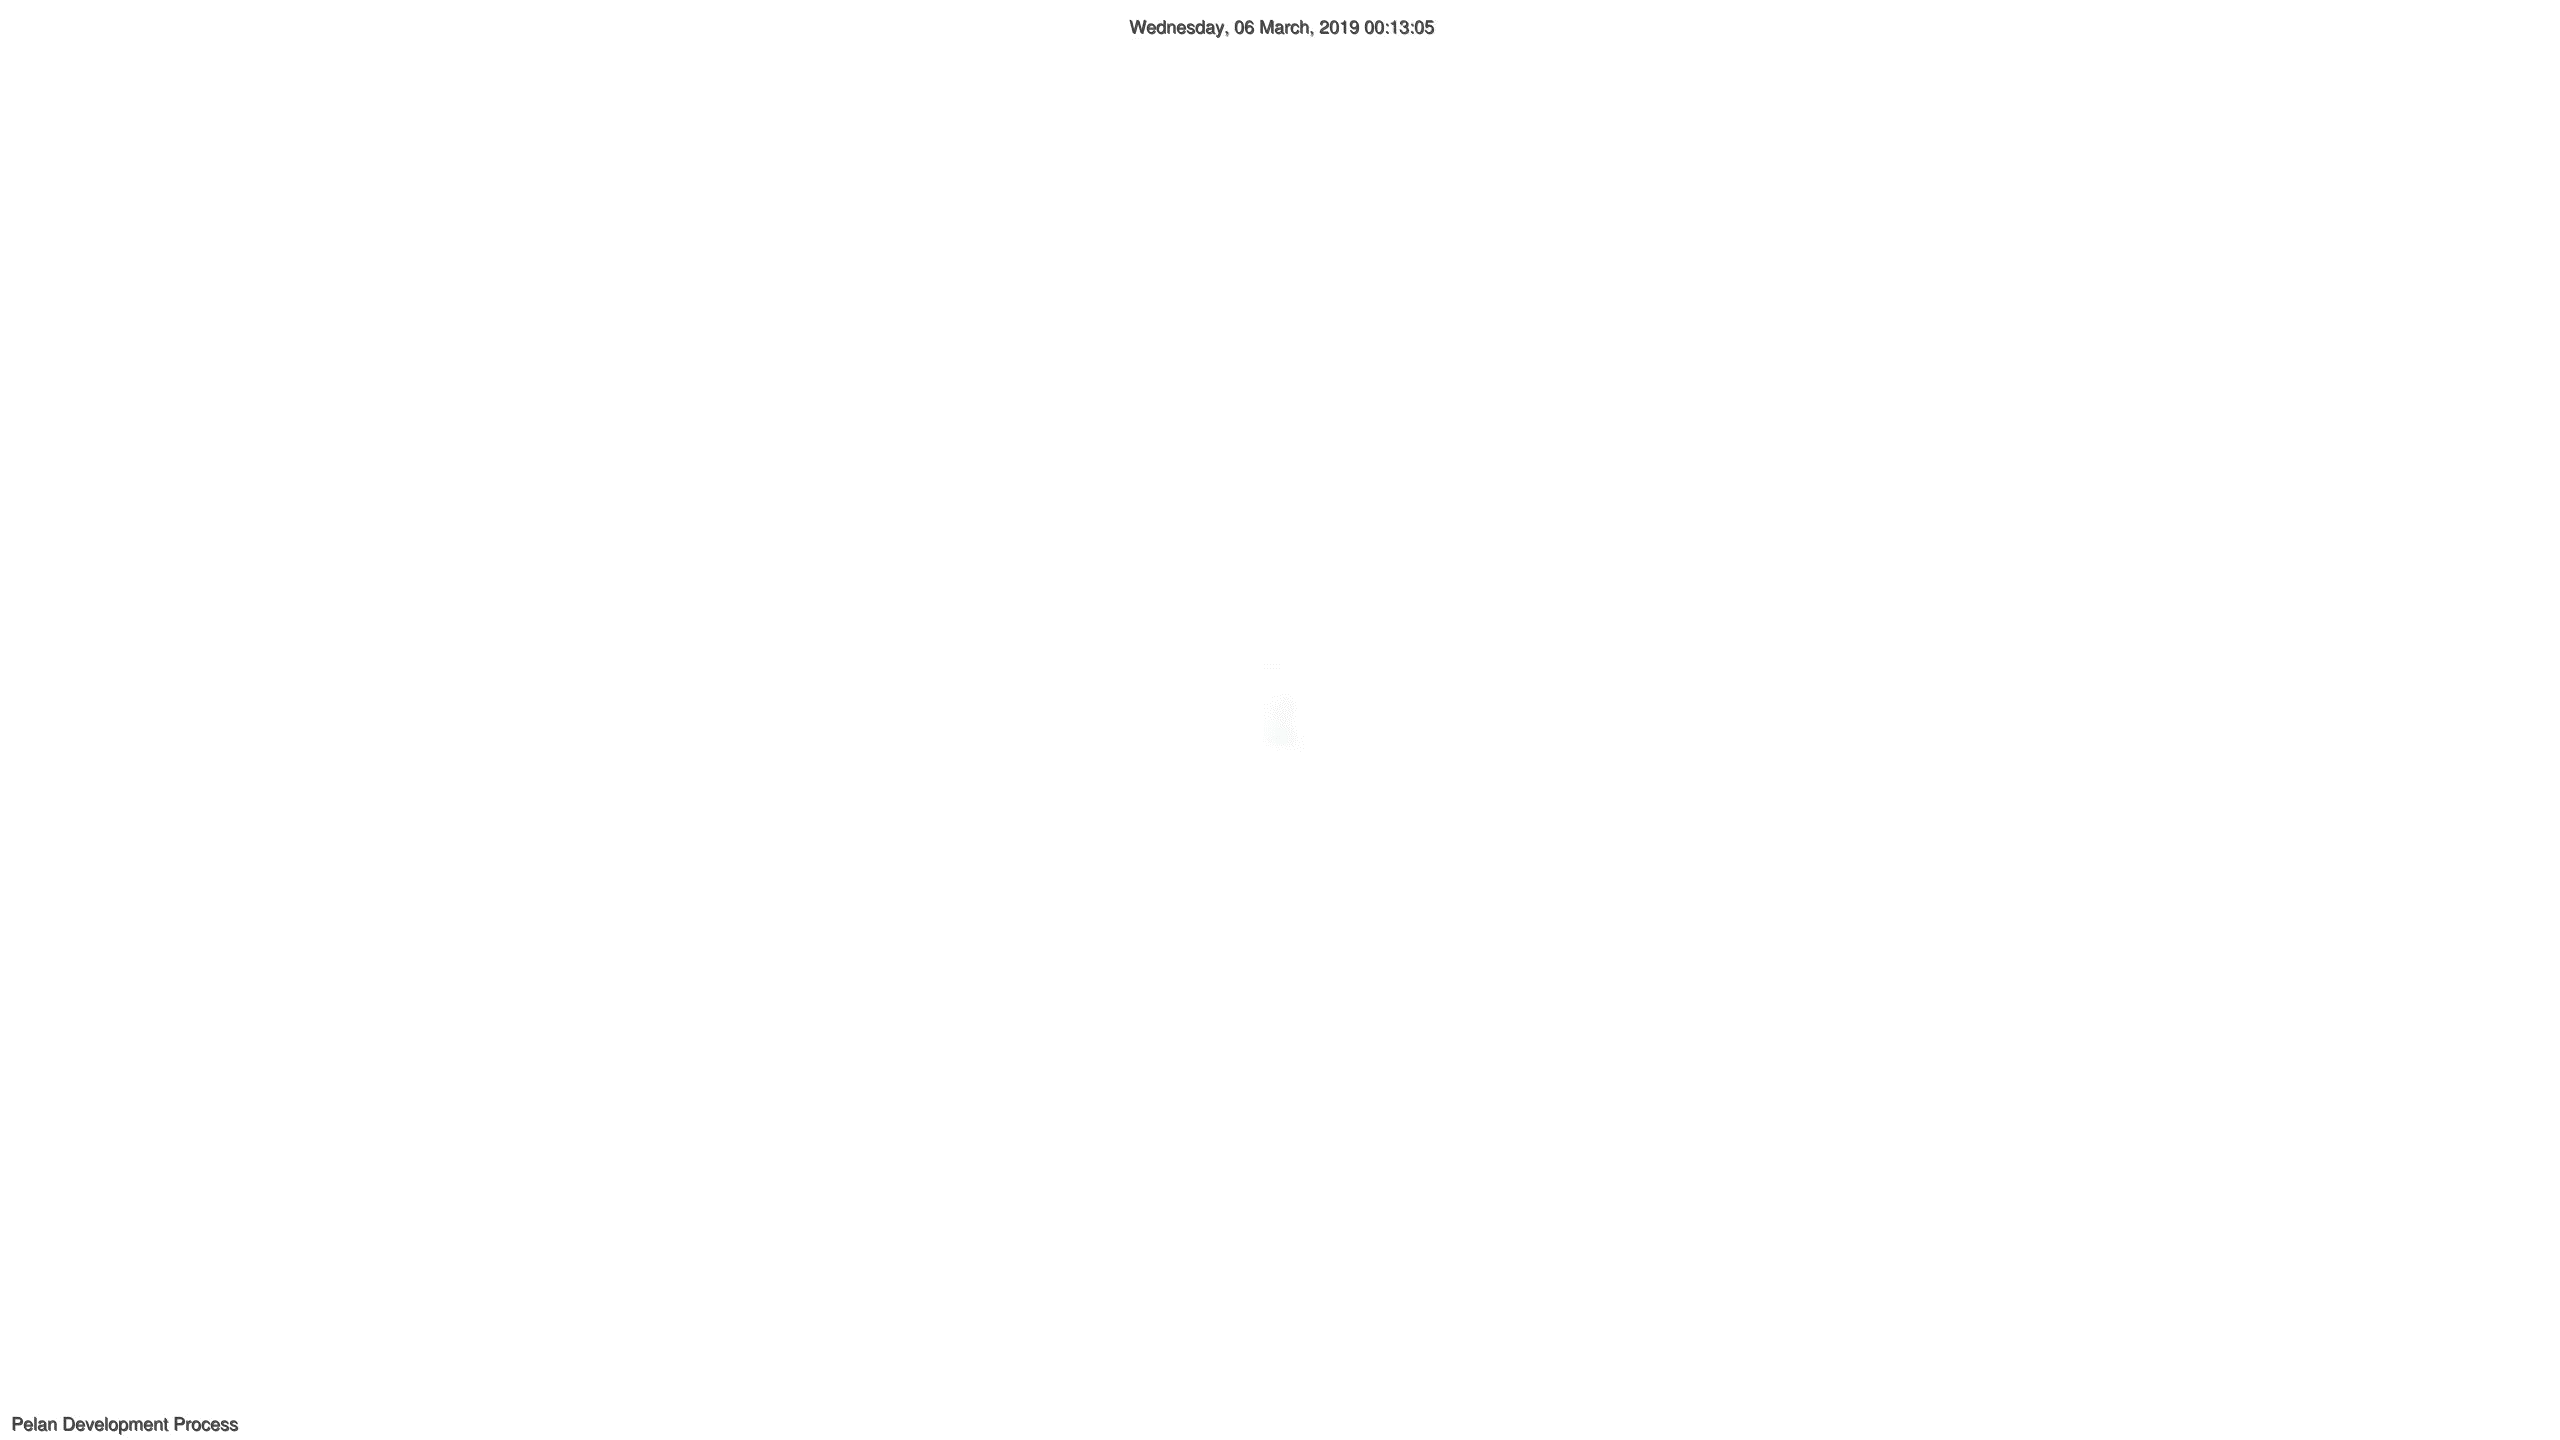 Wednesday, 06 March, 2019 00:13:05
Pelan Development Process